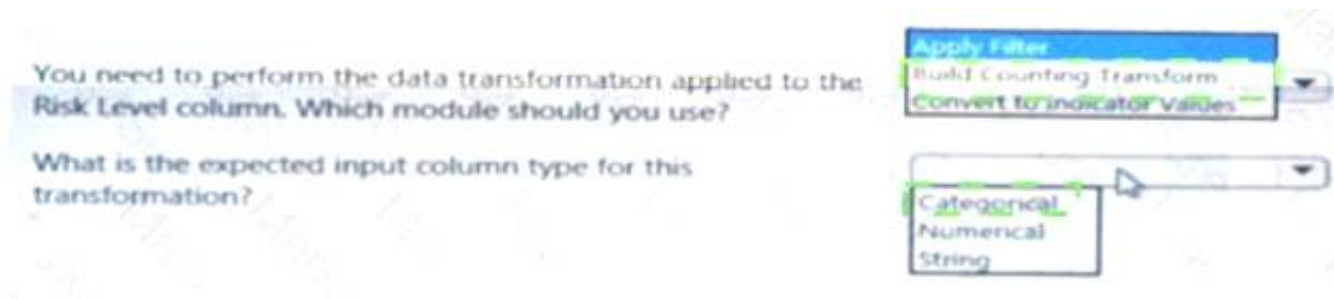 Apply Filter
You need to perform the data transformation applied to the
Build Counting Transform
Risk Level column. Which module should you use?
Convert to Indicator Values
What is the expected input column type for this
transformation?
Categorical
Numerical
String